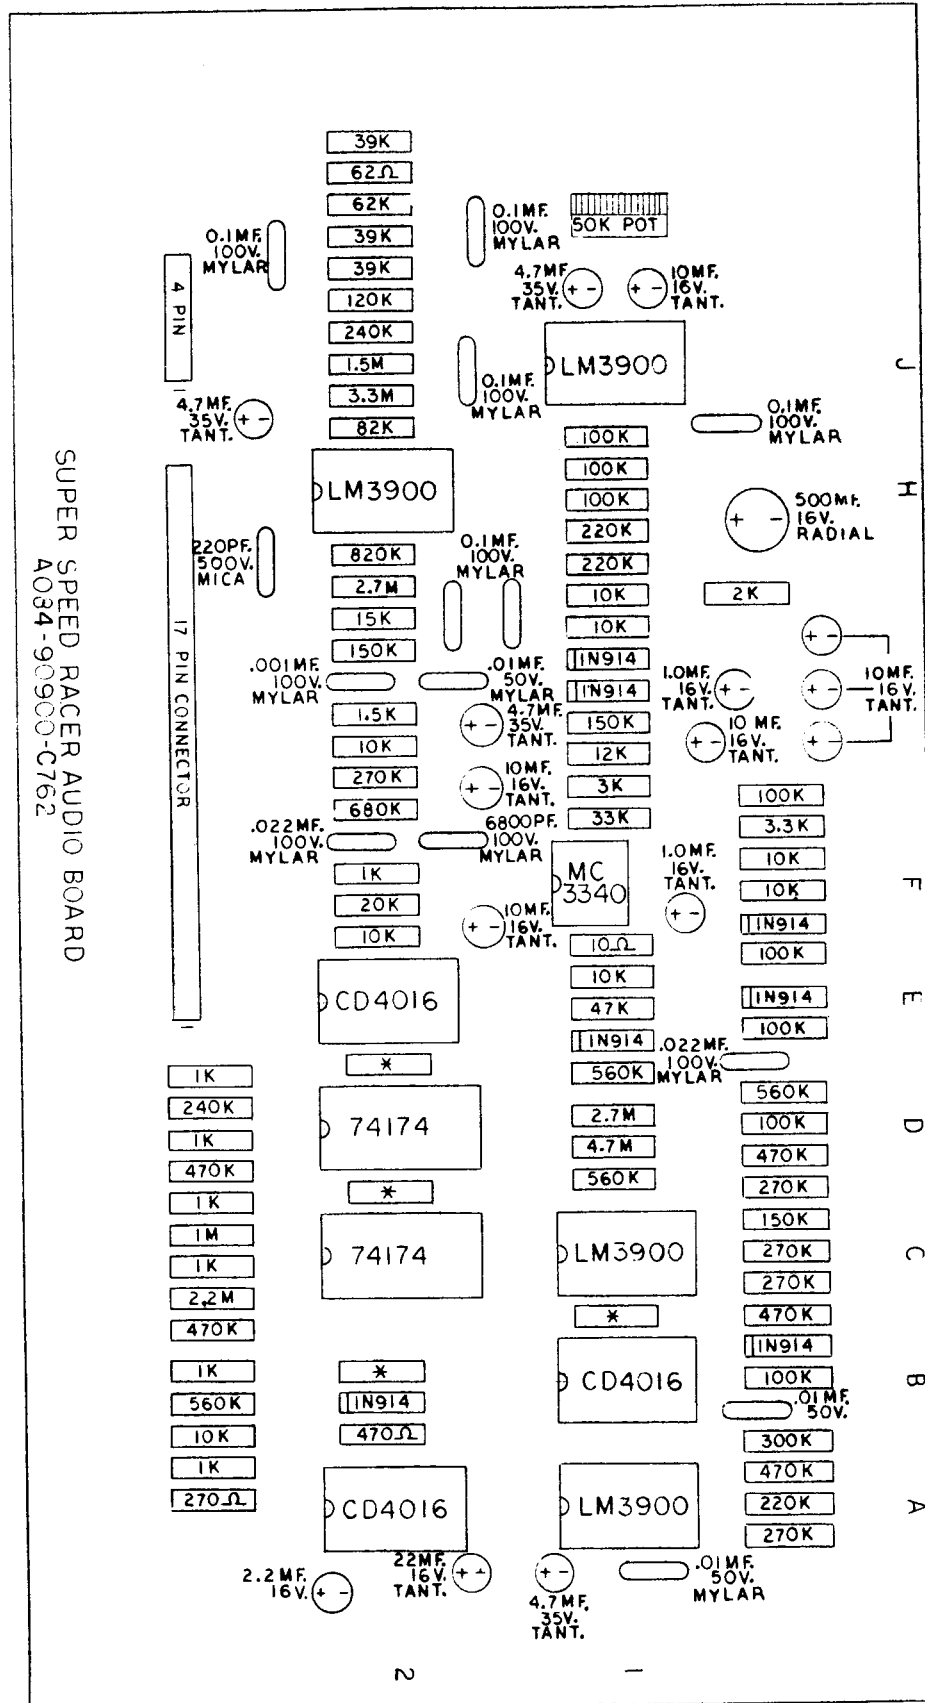 39K
62Ω
62K
39K
39K
120K
240K
1.5M
3.3M
82K
0.1MF.
100V.
MYLAR
4 PIN
1
4.7MF.
35V.
TANT.
0.1MF.
100V.
MYLAR
50K POT
4.7MF
35V.
TANT.
10MF.
16V.
TANT.
0.1MF.
100V.
MYLAR
LM3900
J
0.1MF.
100V.
MYLAR
LM3900
H
100K
100K
100K
220K
220K
10K
10K
1N914
1N914
150K
12K
3K
33K
500MF.
16V.
RADIAL
2K
220PF.
500V.
MICA
820K
2.7M
15K
150K
0.1MF.
100V.
MYLAR
.001MF.
100V.
MYLAR
.01MF.
50V.
MYLAR
1.5K
10K
270K
680K
4.7MF.
35V.
TANT.
10MF.
16V.
TANT.
1.0MF.
16V.
TANT.
10MF.
16V.
TANT.
10 MF.
16V.
TANT.
.022MF.
100V.
MYLAR
6800PF.
100V.
MYLAR
1K
20K
10K
10MF.
16V.
TANT.
MC
3340
1.0MF.
16V.
TANT.
F
100K
3.3K
10K
10K
1N914
100K
1N914
100K
E
17 PIN CONNECTOR
1
SUPER SPEED RACER AUDIO BOARD
A084-90900-C762
CD4016
*
74174
*
74174
10Ω
10K
47K
1N914
560K
2.7M
4.7M
560K
.022MF.
100V.
MYLAR
D
560K
100K
470K
270K
150K
270K
270K
470K
1N914
100K
C
1K
240K
1K
470K
1K
1M
1K
2.2M
470K
1K
560K
10K
1K
270Ω
LM3900
*
CD4016
B
*
1N914
470Ω
.01MF.
50V.
300K
470K
220K
270K
CD4016
LM3900
A
2.2MF.
16V.
22MF.
16V.
TANT.
4.7MF.
35V.
TANT.
.01MF.
50V.
MYLAR
2
1